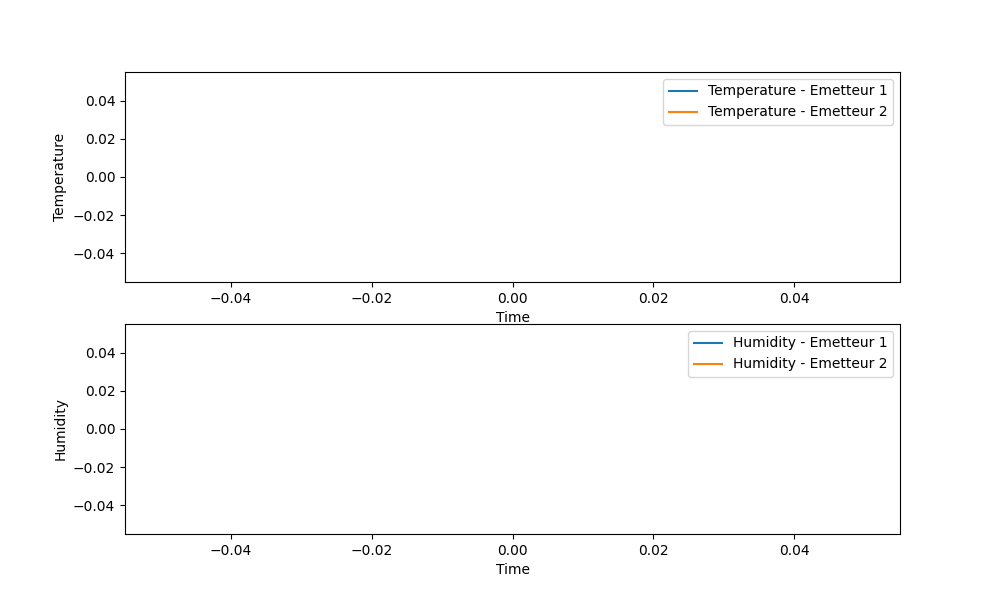 Temperature - Emetteur 1
Temperature - Emetteur 2
0.04
0.02
0.00
−0.02
−0.04
Temperature
−0.04 −0.02 0.00 0.02 0.04
Time
Humidity - Emetteur 1
Humidity - Emetteur 2
0.04
0.02
0.00
−0.02
−0.04
Humidity
−0.04 −0.02 0.00 0.02 0.04
Time